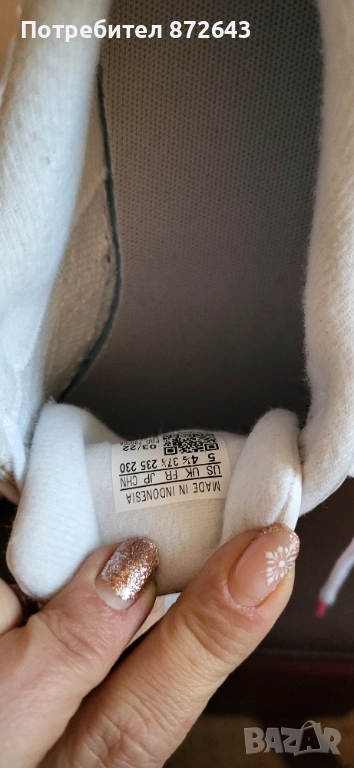 Потребител 872643
MADE IN INDONESIA
US UK FR JP CHN
5 4½ 37⅓ 235 230
03/22
BAZAR